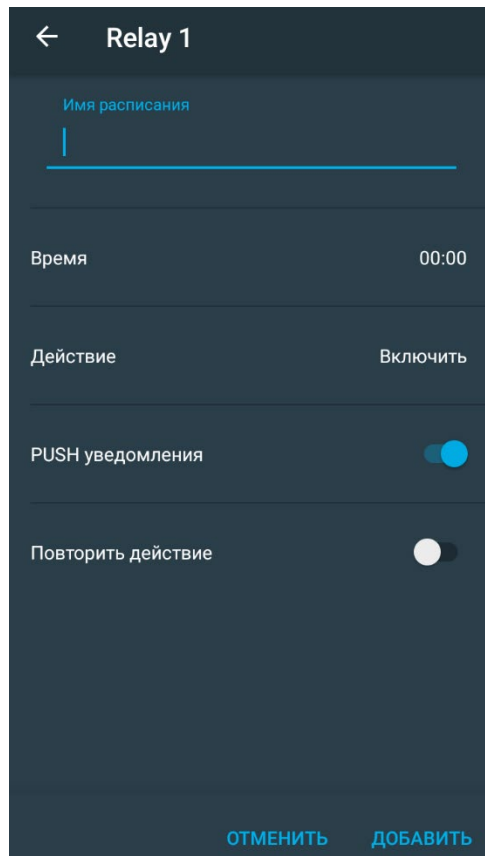 Relay 1
Имя расписания
Время 00:00
Действие Включить
PUSH уведомления
Повторить действие
ОТМЕНИТЬ ДОБАВИТЬ